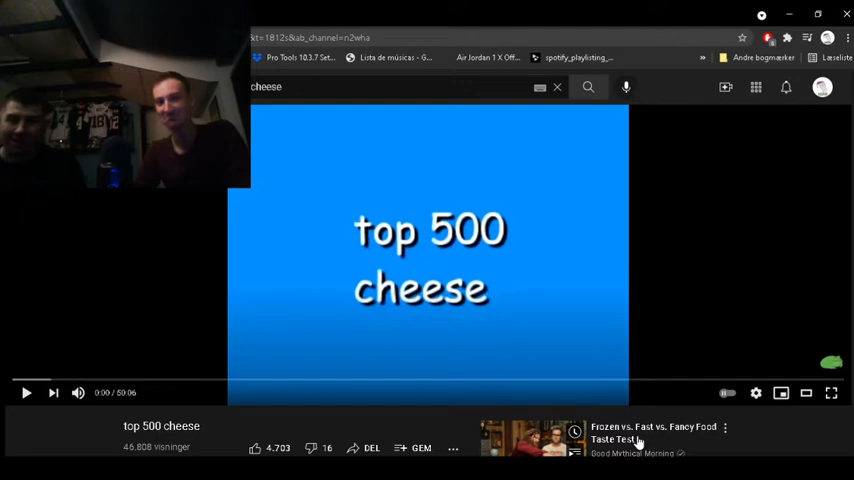 &t=1812s&ab_channel=n2wha
Pro Tools 10.3.7 Set...
Lista de músicas - G...
Air Jordan 1 X Off...
spotify_playlisting_...
»
Andre bogmærker
Læseliste
cheese
top 500
cheese
0:00 / 50:06
top 500 cheese
46.808 visninger
4.703
16
DEL
GEM
Frozen vs. Fast vs. Fancy Food
Taste Test
Good Mythical Morning